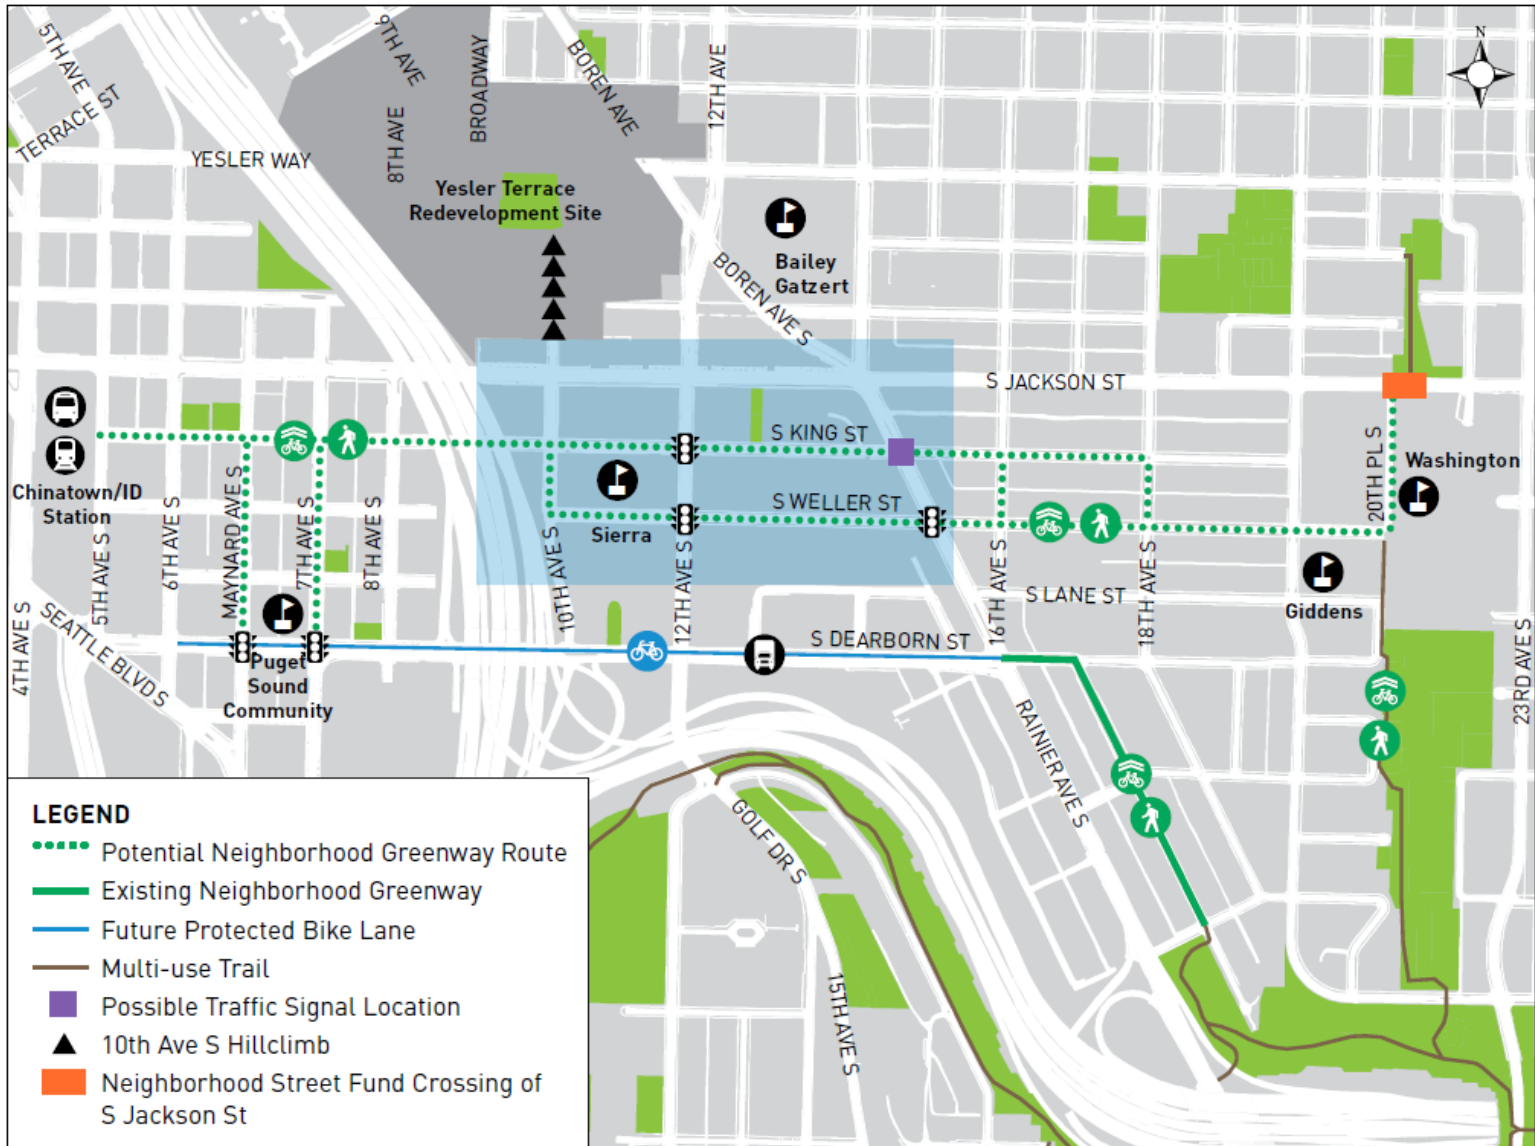 5TH AVE
TERRACE ST
9TH AVE
8TH AVE
BROADWAY
BOREN AVE
12TH AVE
N
YESLER WAY
Yesler Terrace
Redevelopment Site
Bailey
Gatzert
BOREN AVE S
S JACKSON ST
S KING ST
S WELLER ST
Sierra
Chinatown/ID
Station
4TH AVE S
5TH AVE S
6TH AVE S
MAYNARD AVE S
7TH AVE S
8TH AVE S
10TH AVE S
12TH AVE S
16TH AVE S
18TH AVE S
20TH PL S
Washington
Giddens
S LANE ST
S DEARBORN ST
SEATTLE BLVD S
Puget
Sound
Community
23RD AVE S
RAINIER AVE S
GOLF DR S
15TH AVE S
LEGEND
Potential Neighborhood Greenway Route
Existing Neighborhood Greenway
Future Protected Bike Lane
Multi-use Trail
Possible Traffic Signal Location
10th Ave S Hillclimb
Neighborhood Street Fund Crossing of
S Jackson St